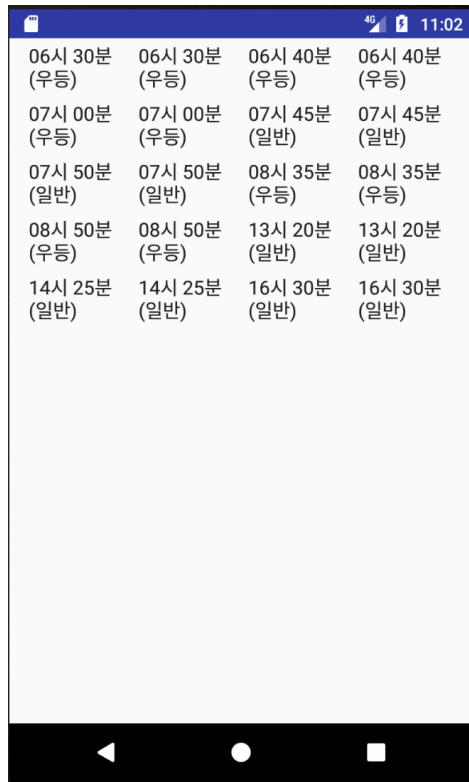 4G 11:02
06시 30분 06시 30분 06시 40분 06시 40분
(우등) (우등) (우등) (우등)
07시 00분 07시 00분 07시 45분 07시 45분
(우등) (우등) (일반) (일반)
07시 50분 07시 50분 08시 35분 08시 35분
(일반) (일반) (우등) (우등)
08시 50분 08시 50분 13시 20분 13시 20분
(우등) (우등) (일반) (일반)
14시 25분 14시 25분 16시 30분 16시 30분
(일반) (일반) (일반) (일반)